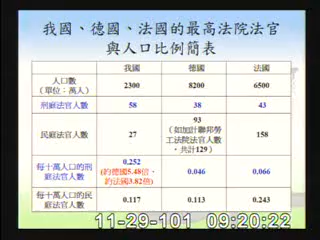 我國、德國、法國的最高法院法官
與人口比例簡表
我國 德國 法國
人口數
(單位：萬人) 2300 8200 6500
刑庭法官人數 58 38 43
民庭法官人數 27 93
(如加計聯邦勞
工法院法官人數
，共計129) 158
每十萬人口的刑
庭法官人數 0.252
(約德國5.48倍，
約法國3.82倍) 0.046 0.066
每十萬人口的民
庭法官人數 0.117 0.113 0.243
11-29-101 09:20:22